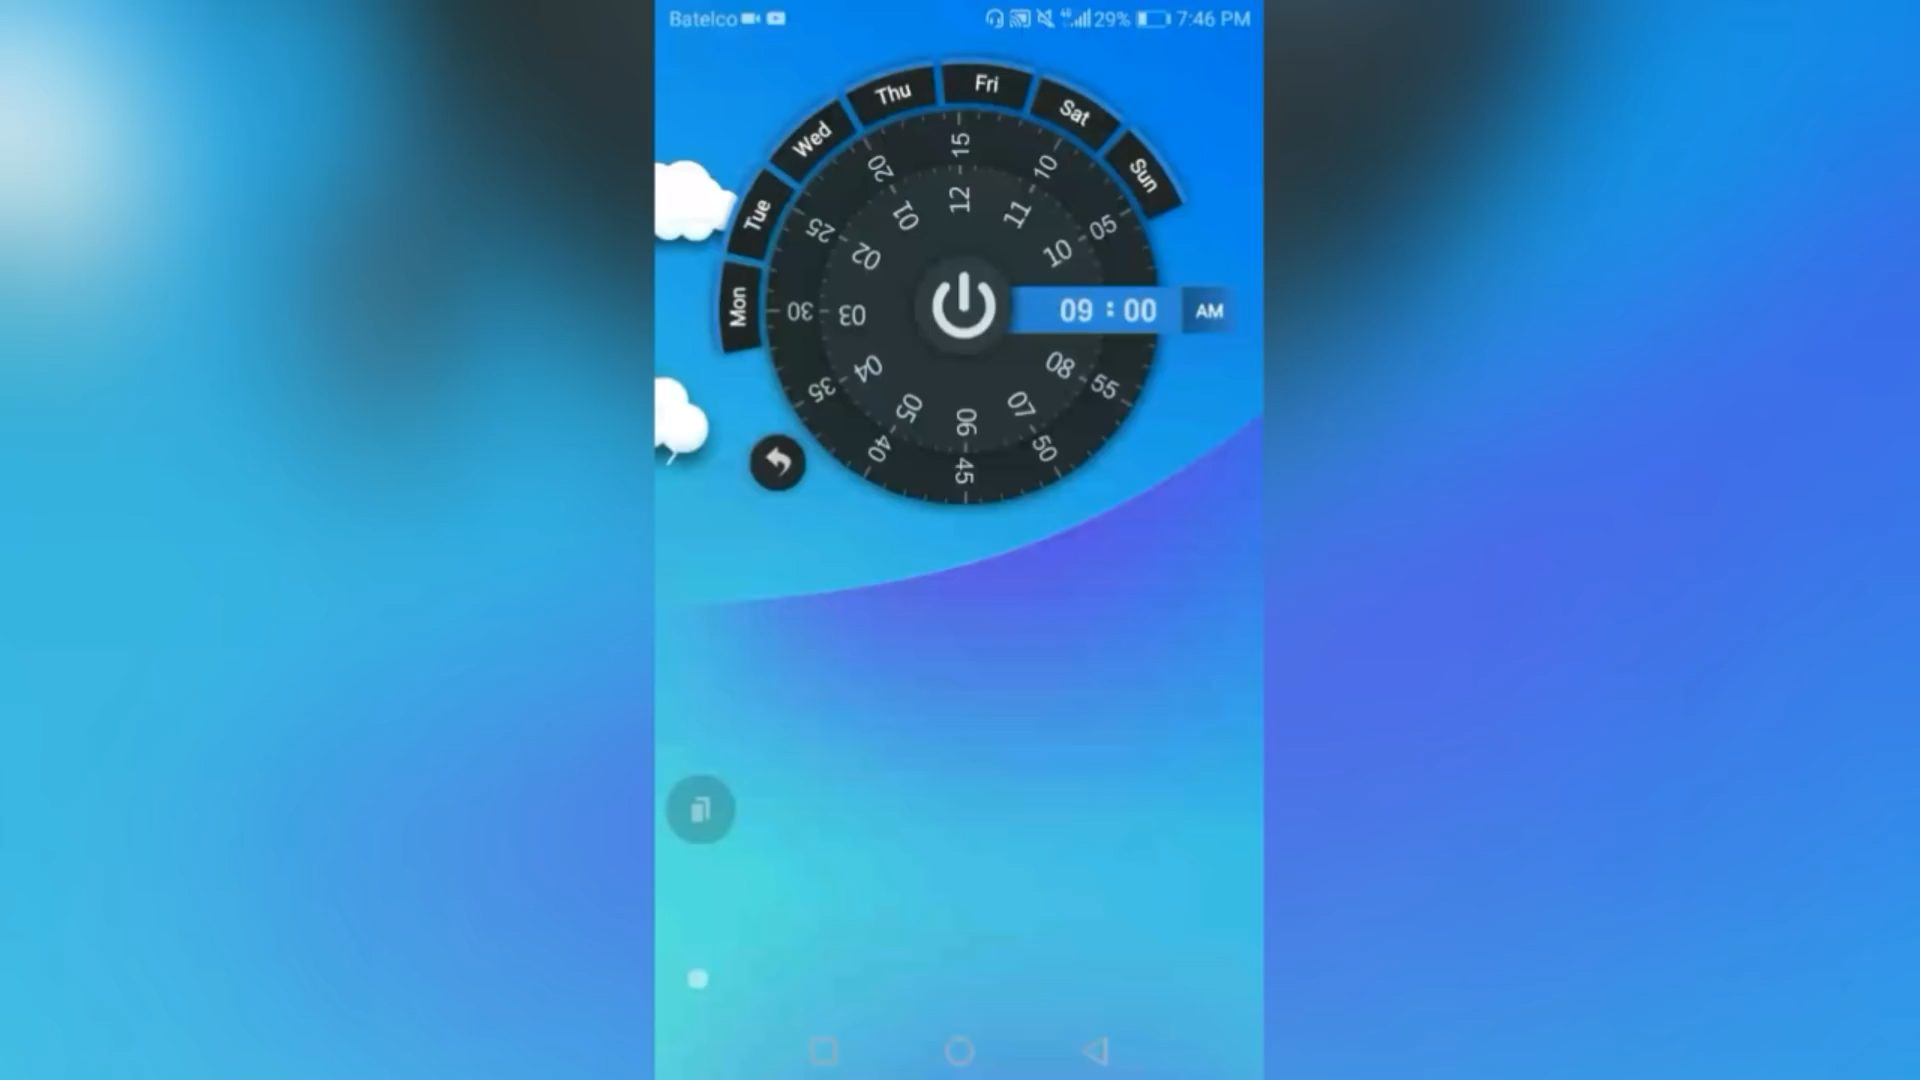 Batelco 4G 29% 7:46 PM
Mon Tue Wed Thu Fri Sat Sun
05 10 15 20 25 30 35 40 45 50 55
10 11 12 01 02 03 04 05 06 07 08
09 : 00 AM